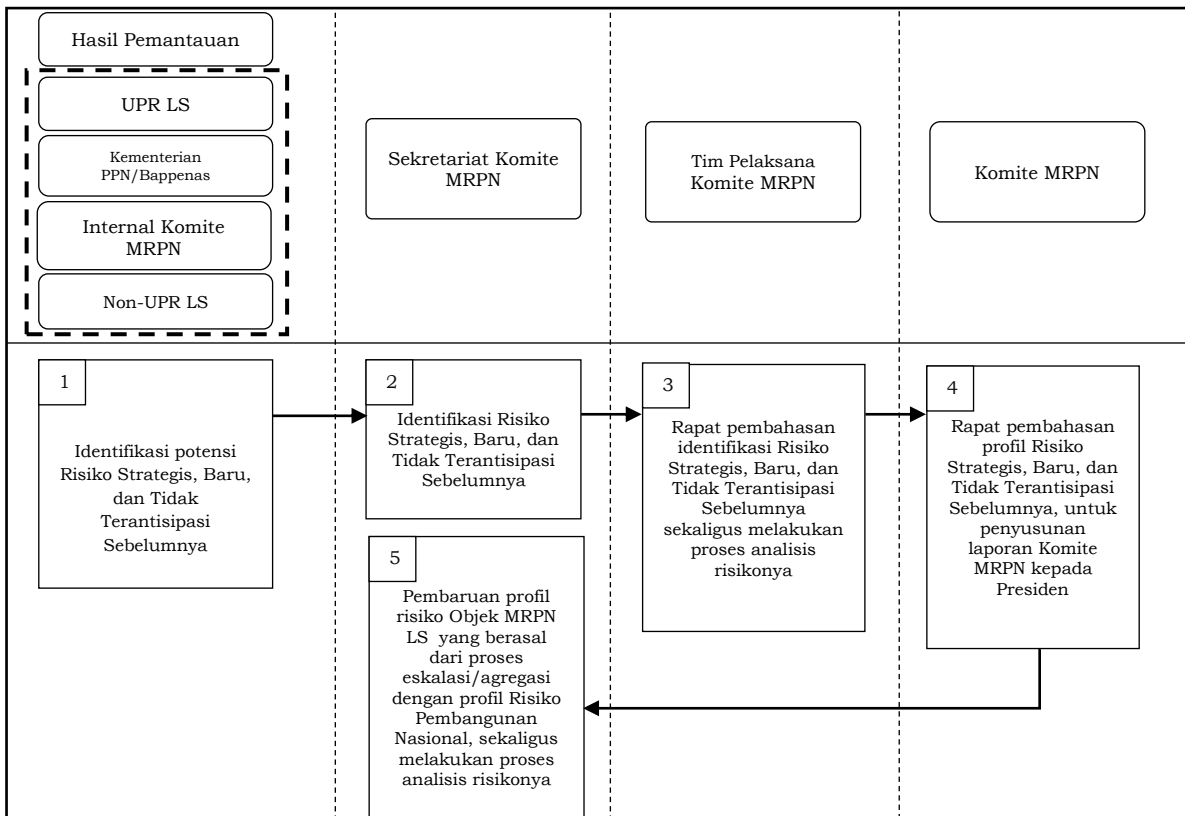 Hasil Pemantauan
UPR LS
Kementerian
PPN/Bappenas
Internal Komite
MRPN
Non-UPR LS
Sekretariat Komite
MRPN
Tim Pelaksana
Komite MRPN
Komite MRPN
1
Identifikasi potensi
Risiko Strategis, Baru,
dan Tidak
Terantisipasi
Sebelumnya
2
Identifikasi Risiko
Strategis, Baru, dan
Tidak Terantisipasi
Sebelumnya
3
Rapat pembahasan
identifikasi Risiko
Strategis, Baru, dan
Tidak Terantisipasi
Sebelumnya
sekaligus melakukan
proses analisis
risikonya
4
Rapat pembahasan
profil Risiko
Strategis, Baru, dan
Tidak Terantisipasi
Sebelumnya, untuk
penyusunan
laporan Komite
MRPN kepada
Presiden
5
Pembaruan profil
risiko Objek MRPN
LS yang berasal
dari proses
eskalasi/agregasi
dengan profil Risiko
Pembangunan
Nasional, sekaligus
melakukan proses
analisis risikonya